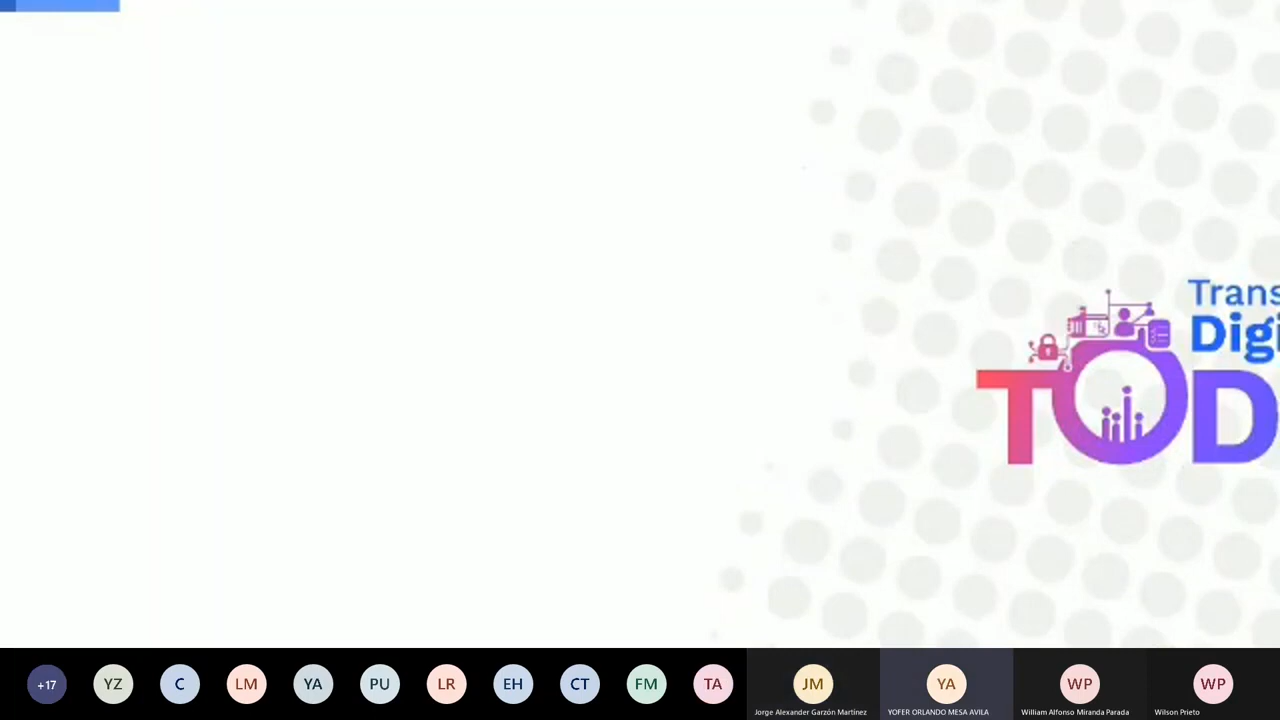 Trans
Digi
TOD
+17
YZ
C
LM
YA
PU
LR
EH
CT
FM
TA
JM
YA
WP
WP
Jorge Alexander Garzón Martínez
YOFER ORLANDO MESA AVILA
William Alfonso Miranda Parada
Wilson Prieto